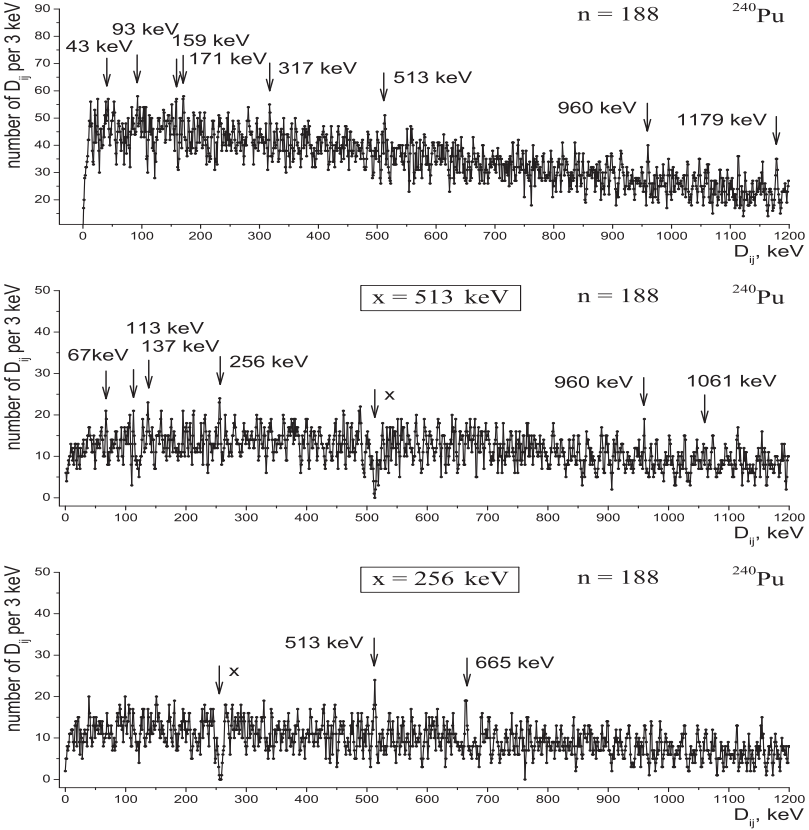 number of D_ij per 3 keV
90
80
70
60
50
40
30
20
n = 188
²⁴⁰Pu
43 keV
93 keV
159 keV
171 keV
317 keV
513 keV
960 keV
1179 keV
0 100 200 300 400 500 600 700 800 900 1000 1100 1200
D_ij, keV
number of D_ij per 3 keV
50
40
30
20
10
0
x = 513 keV
n = 188
²⁴⁰Pu
67keV
113 keV
137 keV
256 keV
x
960 keV
1061 keV
0 100 200 300 400 500 600 700 800 900 1000 1100 1200
D_ij, keV
number of D_ij per 3 keV
50
40
30
20
10
0
x = 256 keV
n = 188
²⁴⁰Pu
x
513 keV
665 keV
0 100 200 300 400 500 600 700 800 900 1000 1100 1200
D_ij, keV